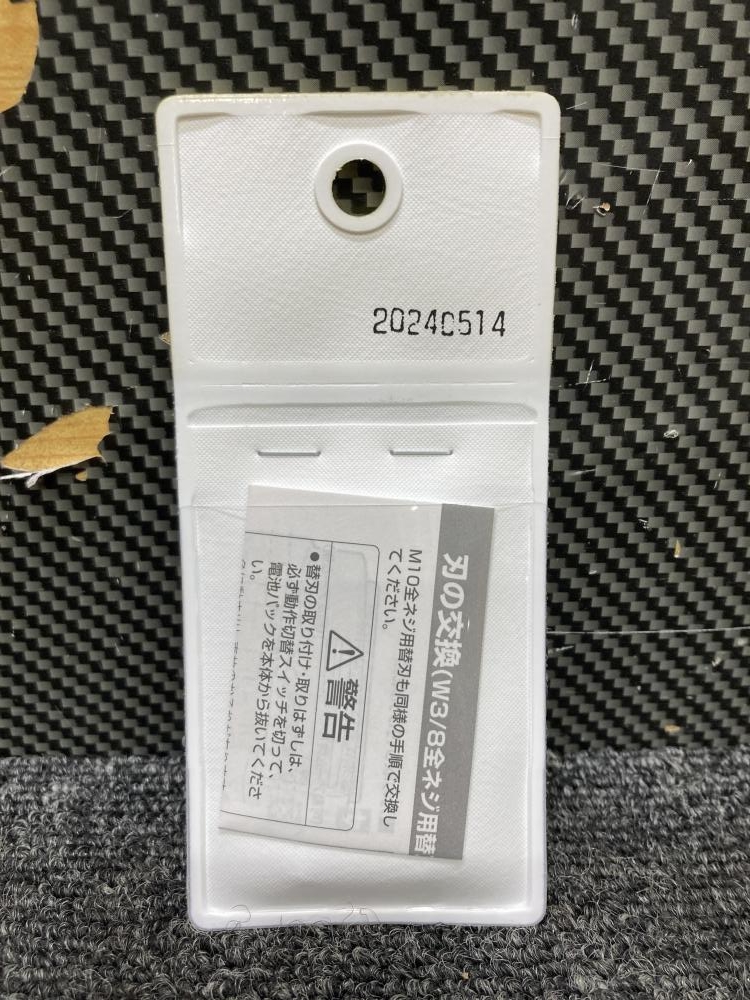 20240514
刃の交換(W3/8全ネジ用替
M10全ネジ用替刃も同様の手順で交換し
てください。
警告
●替刃の取り付け・取りはずしは、
必ず動作切替スイッチを切って、
電池パックを本体から抜いてくださ
い。